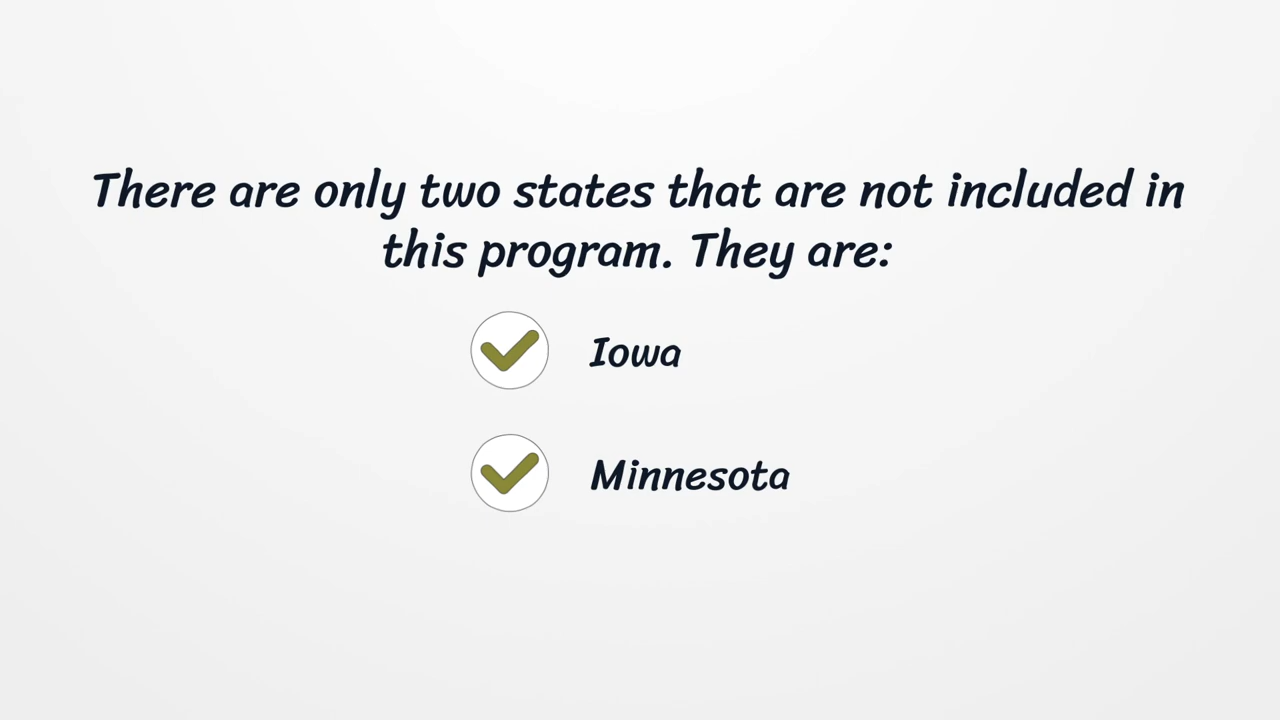 There are only two states that are not included in
this program. They are:
Iowa
Minnesota